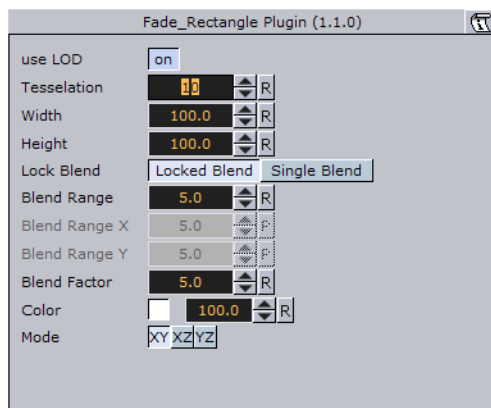 Fade_Rectangle Plugin (1.1.0)
use LOD on
Tesselation 10 R
Width 100.0 R
Height 100.0 R
Lock Blend Locked Blend Single Blend
Blend Range 5.0 R
Blend Range X 5.0 R
Blend Range Y 5.0 R
Blend Factor 5.0 R
Color 100.0 R
Mode XY XZ YZ